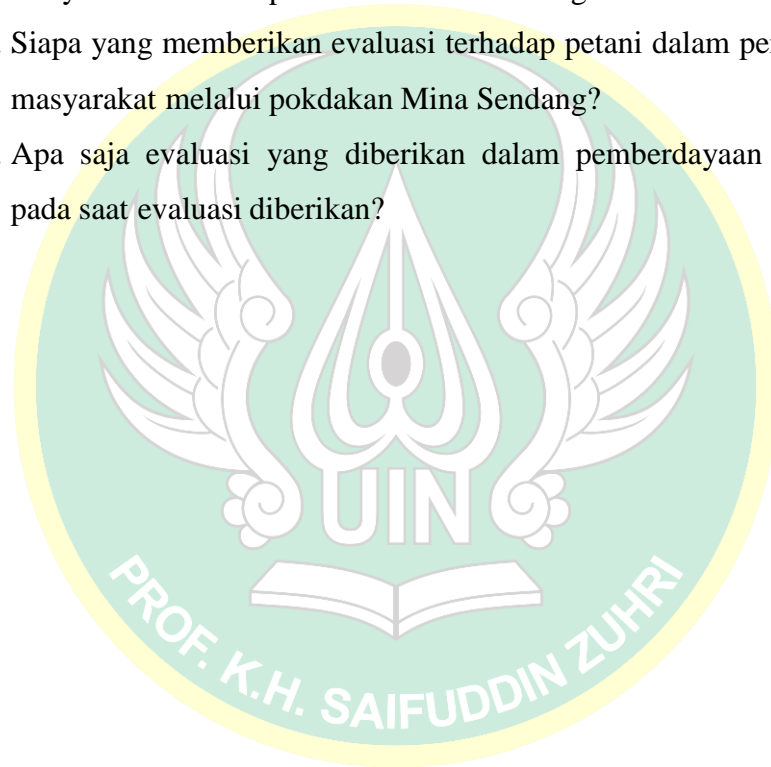 Siapa yang memberikan evaluasi terhadap petani dalam
masyarakat melalui pokdakan Mina Sendang?
Apa saja evaluasi yang diberikan dalam pemberdayaan
pada saat evaluasi diberikan?
UIN
PROF. K.H. SAIFUDDIN ZUHRI